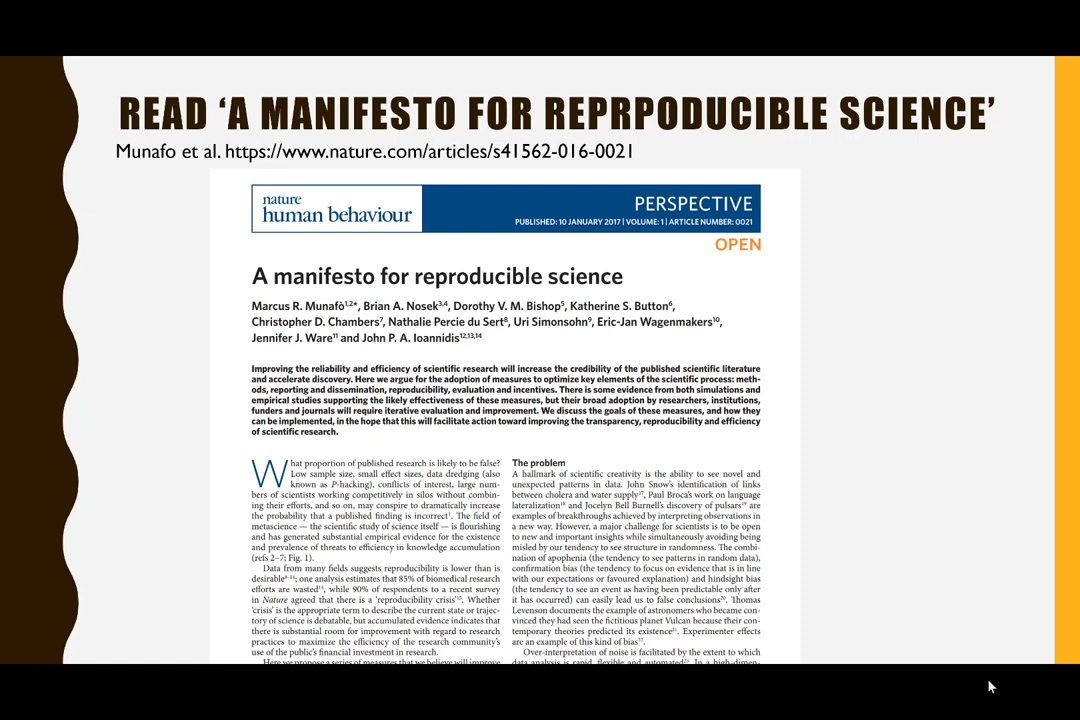 READ ‘A MANIFESTO FOR REPRPODUCIBLE SCIENCE’
Munafo et al. https://www.nature.com/articles/s41562-016-0021
nature
human behaviour
PERSPECTIVE
PUBLISHED: 10 JANUARY 2017 | VOLUME: 1 | ARTICLE NUMBER: 0021
OPEN
A manifesto for reproducible science
Marcus R. Munafò1,2*, Brian A. Nosek3,4, Dorothy V. M. Bishop5, Katherine S. Button6,
Christopher D. Chambers7, Nathalie Percie du Sert8, Uri Simonsohn9, Eric-Jan Wagenmakers10,
Jennifer J. Ware11 and John P. A. Ioannidis12,13,14
Improving the reliability and efficiency of scientific research will increase the credibility of the published scientific literature
and accelerate discovery. Here we argue for the adoption of measures to optimize key elements of the scientific process: meth-
ods, reporting and dissemination, reproducibility, evaluation and incentives. There is some evidence from both simulations and
empirical studies supporting the likely effectiveness of these measures, but their broad adoption by researchers, institutions,
funders and journals will require iterative evaluation and improvement. We discuss the goals of these measures, and how they
can be implemented, in the hope that this will facilitate action toward improving the transparency, reproducibility and efficiency
of scientific research.
What proportion of published research is likely to be false?
Low sample size, small effect sizes, data dredging (also
known as P-hacking), conflicts of interest, large num-
bers of scientists working competitively in silos without combin-
ing their efforts, and so on, may conspire to dramatically increase
the probability that a published finding is incorrect1. The field of
metascience — the scientific study of science itself — is flourishing
and has generated substantial empirical evidence for the existence
and prevalence of threats to efficiency in knowledge accumulation
(refs 2–7; Fig. 1).
Data from many fields suggests reproducibility is lower than is
desirable8–14; one analysis estimates that 85% of biomedical research
efforts are wasted14, while 90% of respondents to a recent survey
in Nature agreed that there is a ‘reproducibility crisis’15. Whether
‘crisis’ is the appropriate term to describe the current state or trajec-
tory of science is debatable, but accumulated evidence indicates that
there is substantial room for improvement with regard to research
practices to maximize the efficiency of the research community’s
use of the public’s financial investment in research.
Here we propose a series of measures that we believe will improve
The problem
A hallmark of scientific creativity is the ability to see novel and
unexpected patterns in data. John Snow’s identification of links
between cholera and water supply17, Paul Broca’s work on language
lateralization18 and Jocelyn Bell Burnell’s discovery of pulsars19 are
examples of breakthroughs achieved by interpreting observations in
a new way. However, a major challenge for scientists is to be open
to new and important insights while simultaneously avoiding being
misled by our tendency to see structure in randomness. The combi-
nation of apophenia (the tendency to see patterns in random data),
confirmation bias (the tendency to focus on evidence that is in line
with our expectations or favoured explanation) and hindsight bias
(the tendency to see an event as having been predictable only after
it has occurred) can easily lead us to false conclusions20. Thomas
Levenson documents the example of astronomers who became con-
vinced they had seen the fictitious planet Vulcan because their con-
temporary theories predicted its existence21. Experimenter effects
are an example of this kind of bias22.
Over-interpretation of noise is facilitated by the extent to which
data analysis is rapid, flexible and automated23. In a high-dimen-